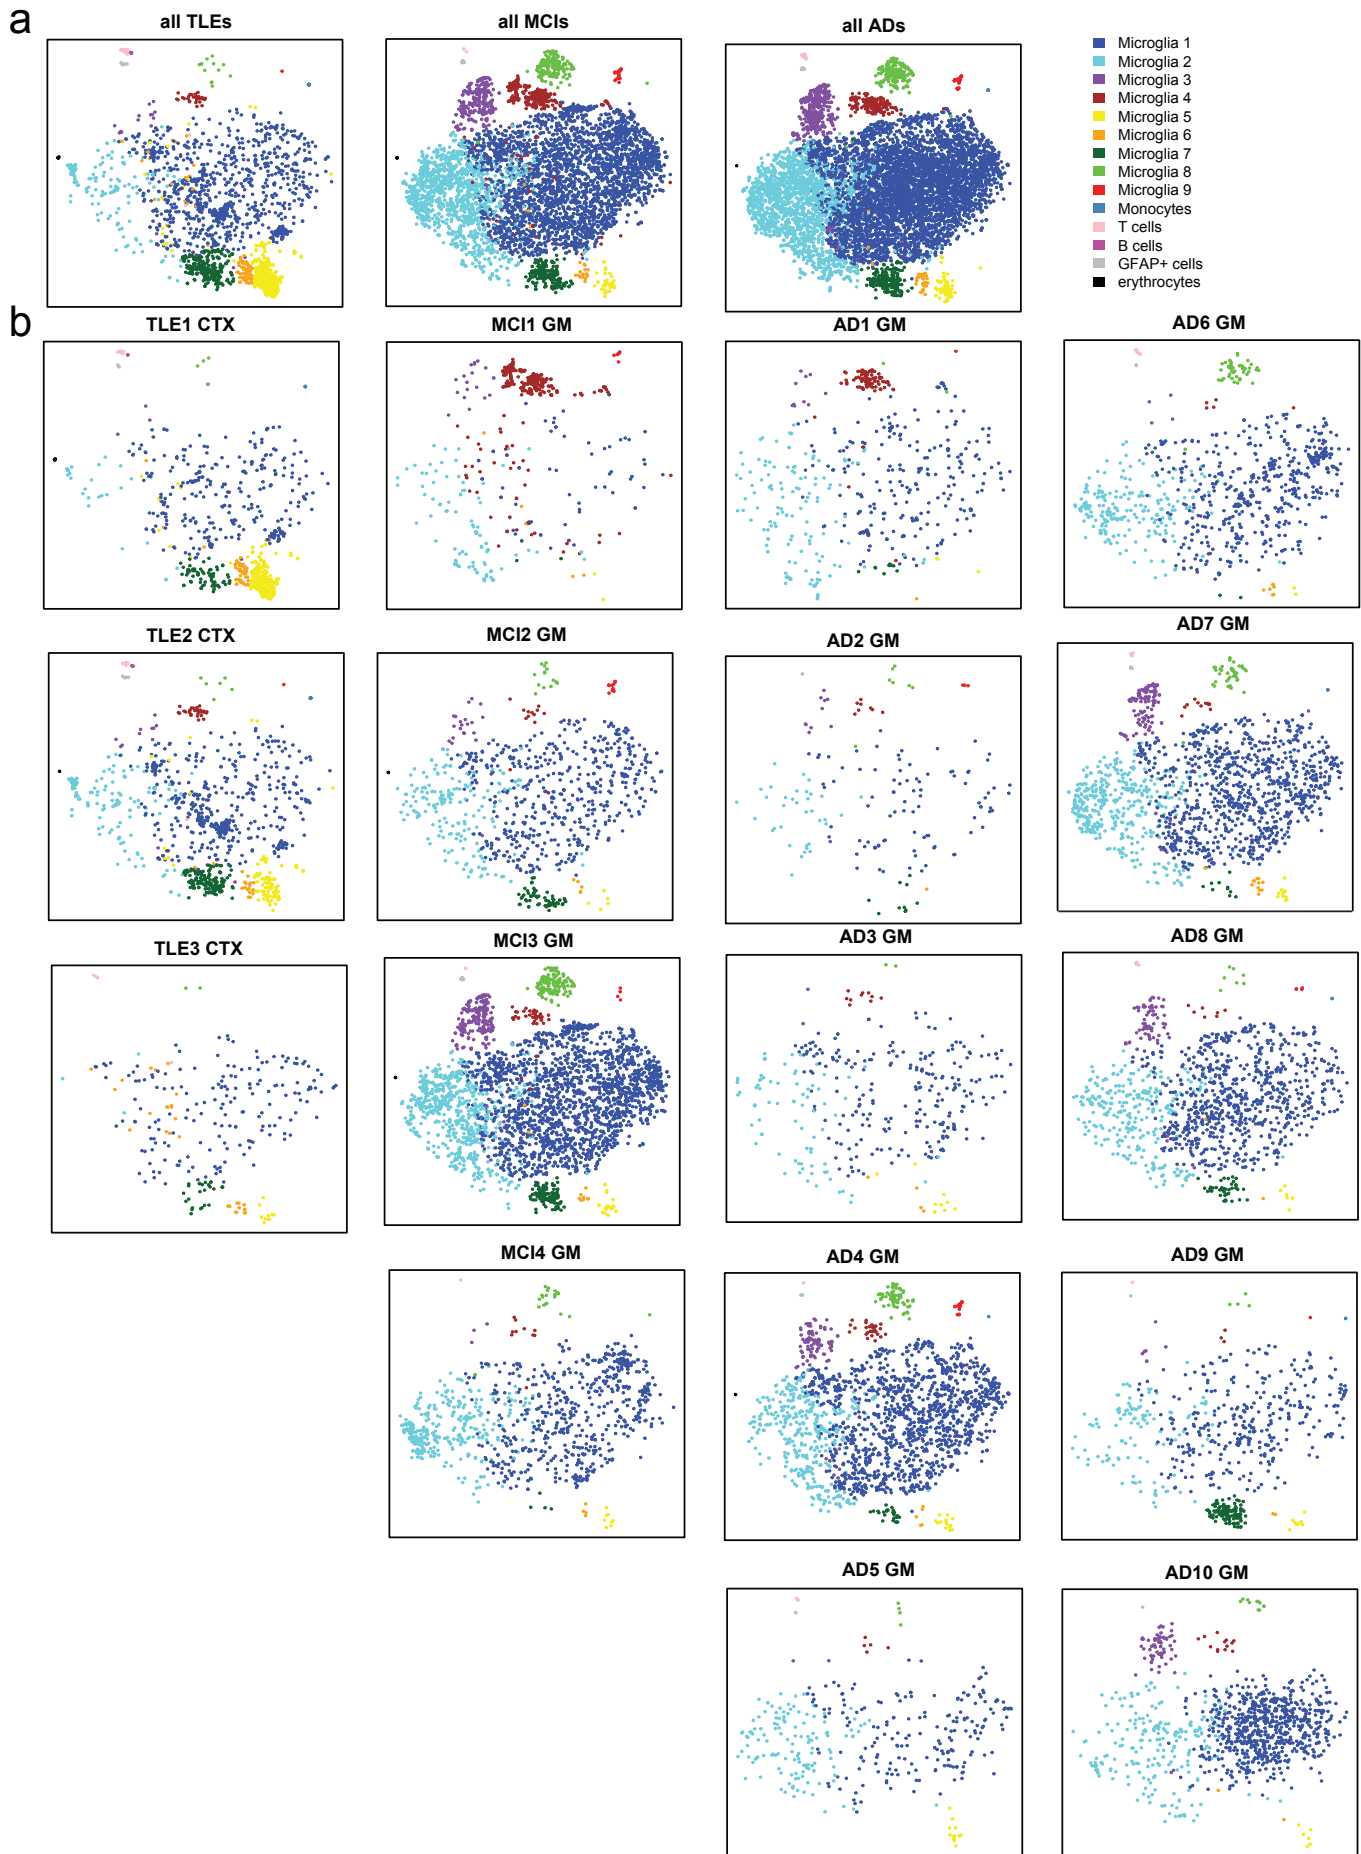 a
all TLEs
all MCIs
all ADs
Microglia 1
Microglia 2
Microglia 3
Microglia 4
Microglia 5
Microglia 6
Microglia 7
Microglia 8
Microglia 9
Monocytes
T cells
B cells
GFAP+ cells
erythrocytes
b
TLE1 CTX
MCI1 GM
AD1 GM
AD6 GM
TLE2 CTX
MCI2 GM
AD2 GM
AD7 GM
TLE3 CTX
MCI3 GM
AD3 GM
AD8 GM
MCI4 GM
AD4 GM
AD9 GM
AD5 GM
AD10 GM